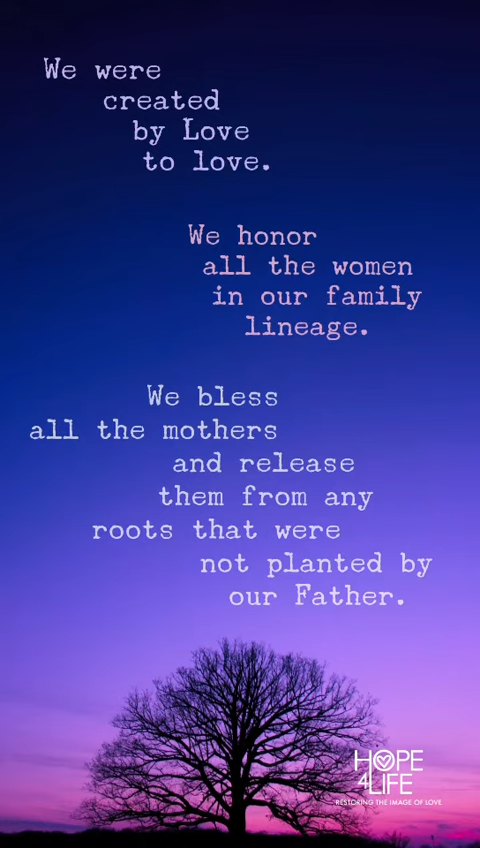 We were
created
by Love
to love.
We honor
all the women
in our family
lineage.
We bless
all the mothers
and release
them from any
roots that were
not planted by
our Father.
HOPE
4LIFE
RESTORING THE IMAGE OF LOVE